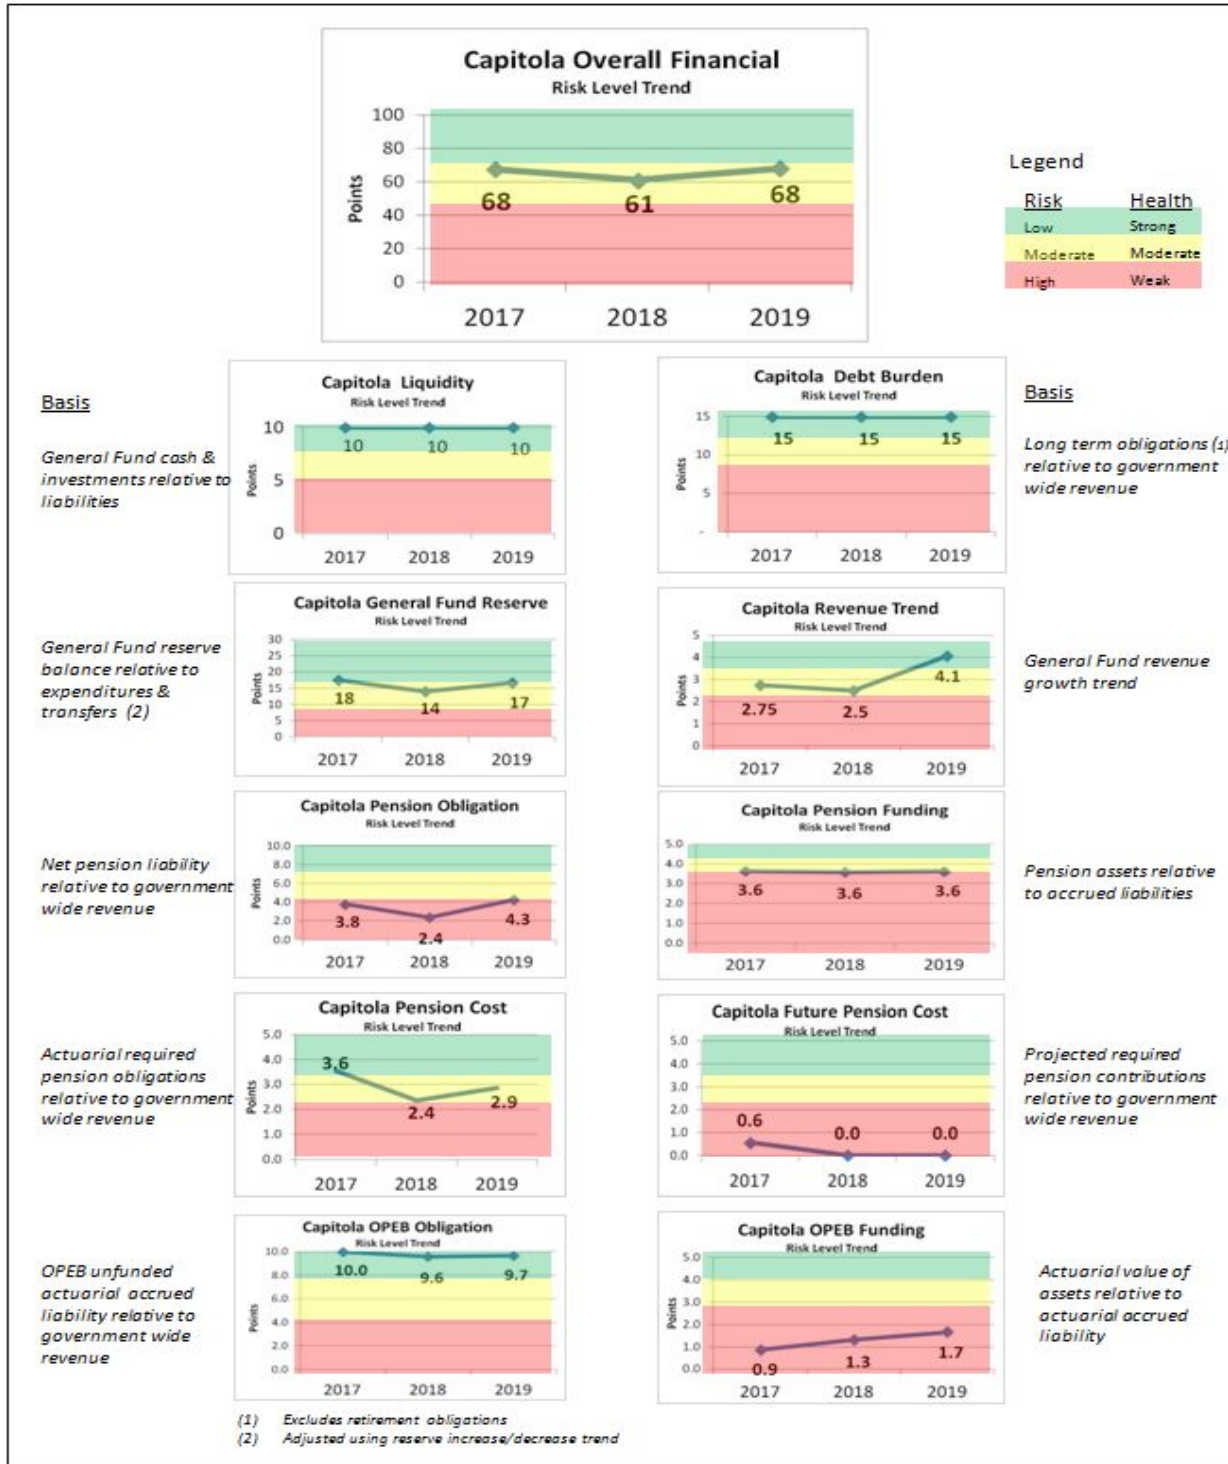 Capitola Overall Financial
Risk Level Trend
100
80
60
40
20
0
Points
68
61
68
2017
2018
2019
Legend
Risk Health
Low Strong
Moderate Moderate
High Weak
Basis
General Fund cash &
investments relative to
liabilities
Capitola Liquidity
Risk Level Trend
10
5
0
Points
10
10
10
2017
2018
2019
Capitola Debt Burden
Risk Level Trend
15
10
5
-
Points
15
15
15
2017
2018
2019
Basis
Long term obligations (1)
relative to government
wide revenue
General Fund reserve
balance relative to
expenditures &
transfers (2)
Capitola General Fund Reserve
Risk Level Trend
30
25
20
15
10
5
0
Points
18
14
17
2017
2018
2019
Capitola Revenue Trend
Risk Level Trend
5
4
3
2
1
0
Points
2.75
2.5
4.1
2017
2018
2019
General Fund revenue
growth trend
Net pension liability
relative to government
wide revenue
Capitola Pension Obligation
Risk Level Trend
10.0
8.0
6.0
4.0
2.0
0.0
Points
3.8
2.4
4.3
2017
2018
2019
Capitola Pension Funding
Risk Level Trend
5.0
4.0
3.0
2.0
1.0
0.0
Points
3.6
3.6
3.6
2017
2018
2019
Pension assets relative
to accrued liabilities
Actuarial required
pension obligations
relative to government
wide revenue
Capitola Pension Cost
Risk Level Trend
5.0
4.0
3.0
2.0
1.0
0.0
Points
3.6
2.4
2.9
2017
2018
2019
Capitola Future Pension Cost
Risk Level Trend
5.0
4.0
3.0
2.0
1.0
0.0
Points
0.6
0.0
0.0
2017
2018
2019
Projected required
pension contributions
relative to government
wide revenue
OPEB unfunded
actuarial accrued
liability relative to
government wide
revenue
Capitola OPEB Obligation
Risk Level Trend
10.0
8.0
6.0
4.0
2.0
0.0
Points
10.0
9.6
9.7
2017
2018
2019
Capitola OPEB Funding
Risk Level Trend
5.0
4.0
3.0
2.0
1.0
0.0
Points
0.9
1.3
1.7
2017
2018
2019
Actuarial value of
assets relative to
actuarial accrued
liability
(1) Excludes retirement obligations
(2) Adjusted using reserve increase/decrease trend